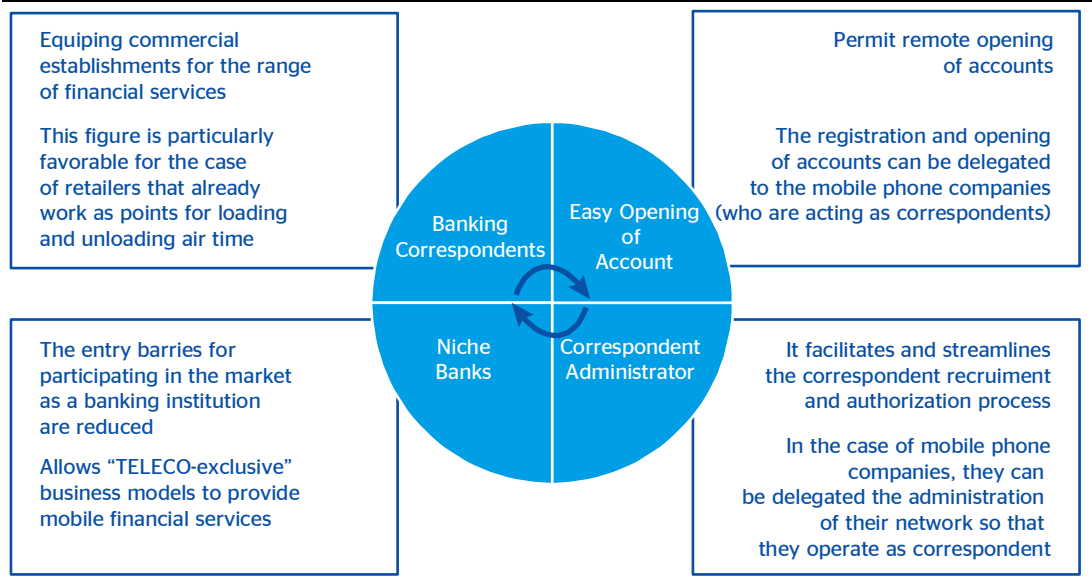 Equiping commercial
establishments for the range
of financial services
This figure is particularly
favorable for the case
of retailers that already
work as points for loading
and unloading air time
Permit remote opening
of accounts
The registration and opening
of accounts can be delegated
to the mobile phone companies
(who are acting as correspondents)
Banking
Correspondents
Easy Opening
of
Account
Niche
Banks
Correspondent
Administrator
The entry barries for
participating in the market
as a banking institution
are reduced
Allows “TELECO-exclusive”
business models to provide
mobile financial services
It facilitates and streamlines
the correspondent recruiment
and authorization process
In the case of mobile phone
companies, they can
be delegated the administration
of their network so that
they operate as correspondent